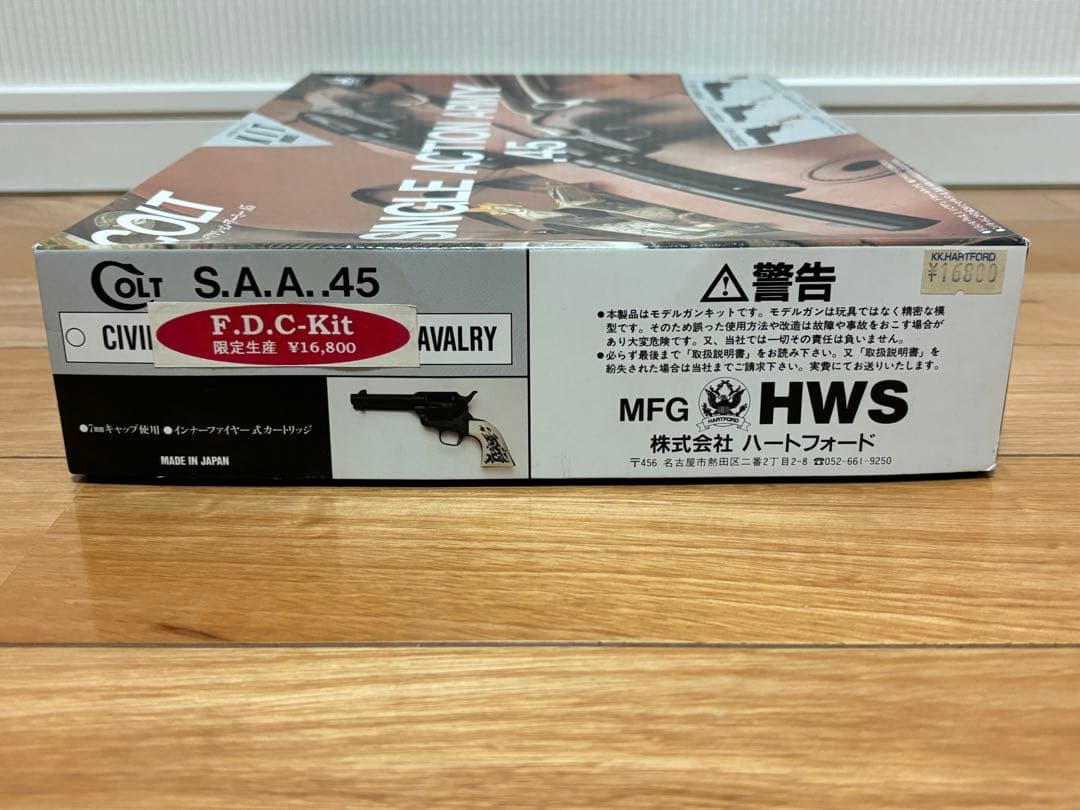 KIT
COLT
SINGLE ACTION ARMY
.45
COLT S.A.A..45
CIVI
F.D.C-Kit
限定生産 ¥16,800
AVALRY
●7mmキャップ使用 ●インナーファイヤー式カートリッジ
MADE IN JAPAN
KK.HARTFORD
¥16800
⚠警告
●本製品はモデルガンキットです。モデルガンは玩具ではなく精密な模
型です。そのため誤った使用方法や改造は故障や事故をおこす場合が
あり大変危険です。又、当社では一切その責任は負いません。
●必らず最後まで「取扱説明書」をお読み下さい。又「取扱説明書」を
紛失された場合は当社までご請求下さい。実費にてお送りいたします。
MFG HARTFORD HWS
株式会社 ハートフォード
〒456 名古屋市熱田区二番2丁目2-8 ☎052-661-9250